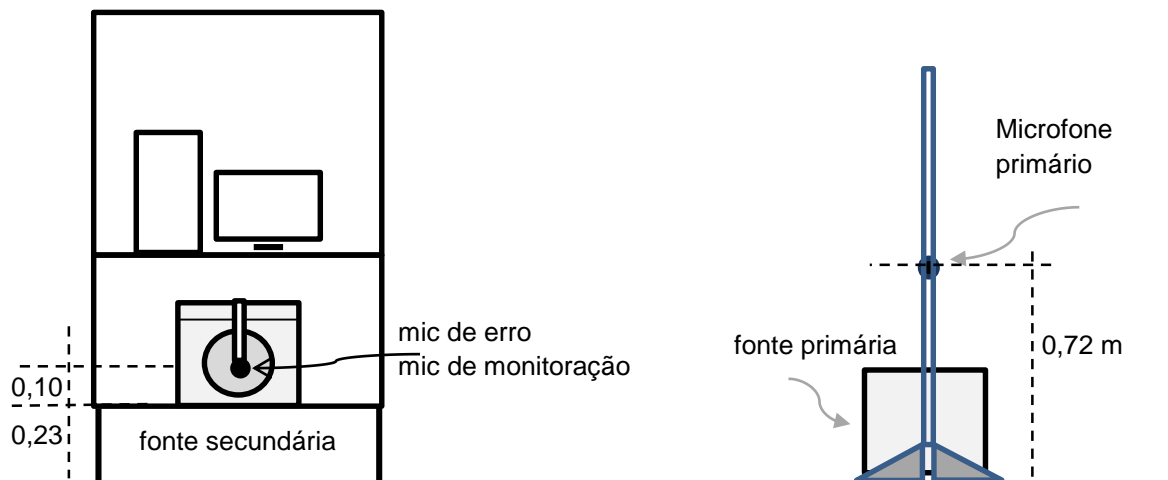 Microfone
primário
mic de erro
mic de monitoração
fonte primária
0,72 m
0,10
0,23
fonte secundária